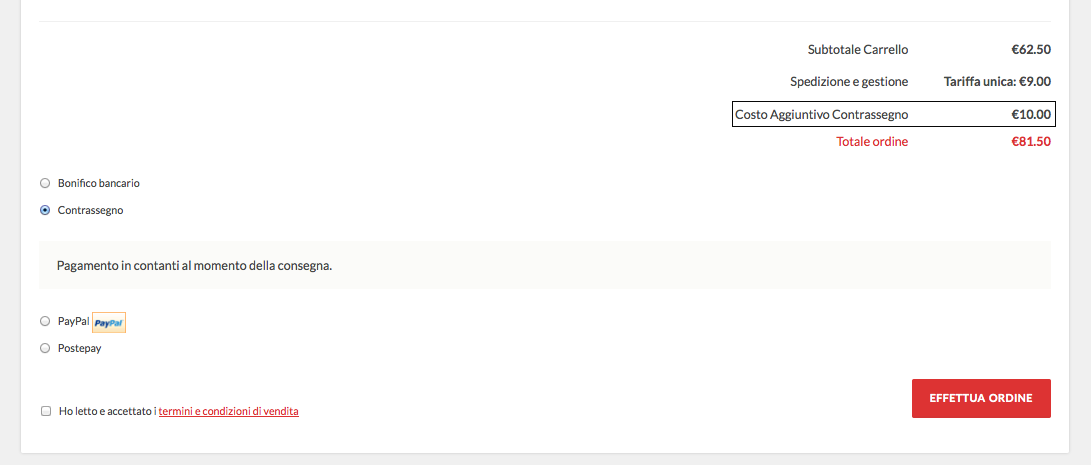 Subtotale Carrello €62.50
Spedizione e gestione Tariffa unica: €9.00
Costo Aggiuntivo Contrassegno €10.00
Totale ordine €81.50
Bonifico bancario
Contrassegno
Pagamento in contanti al momento della consegna.
PayPal PayPal
Postepay
Ho letto e accettato i termini e condizioni di vendita
EFFETTUA ORDINE